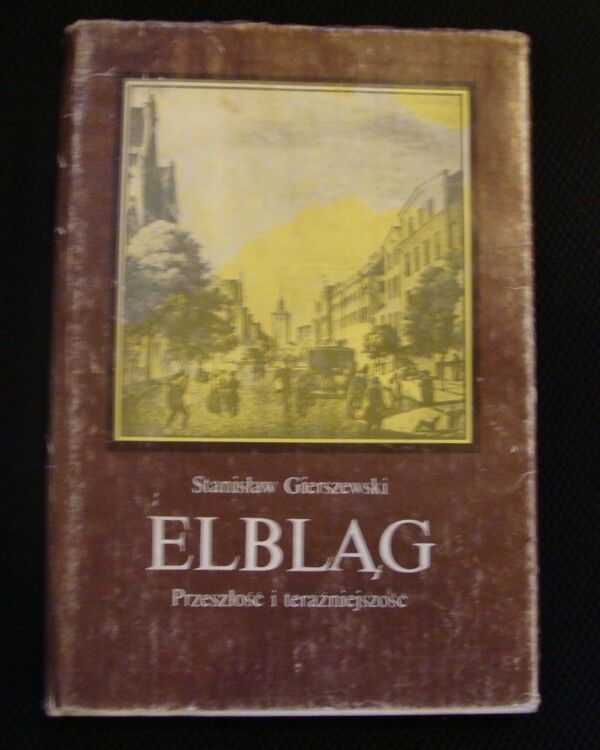 Stanisław Gierszewski
ELBLĄG
Przeszłość i teraźniejszość